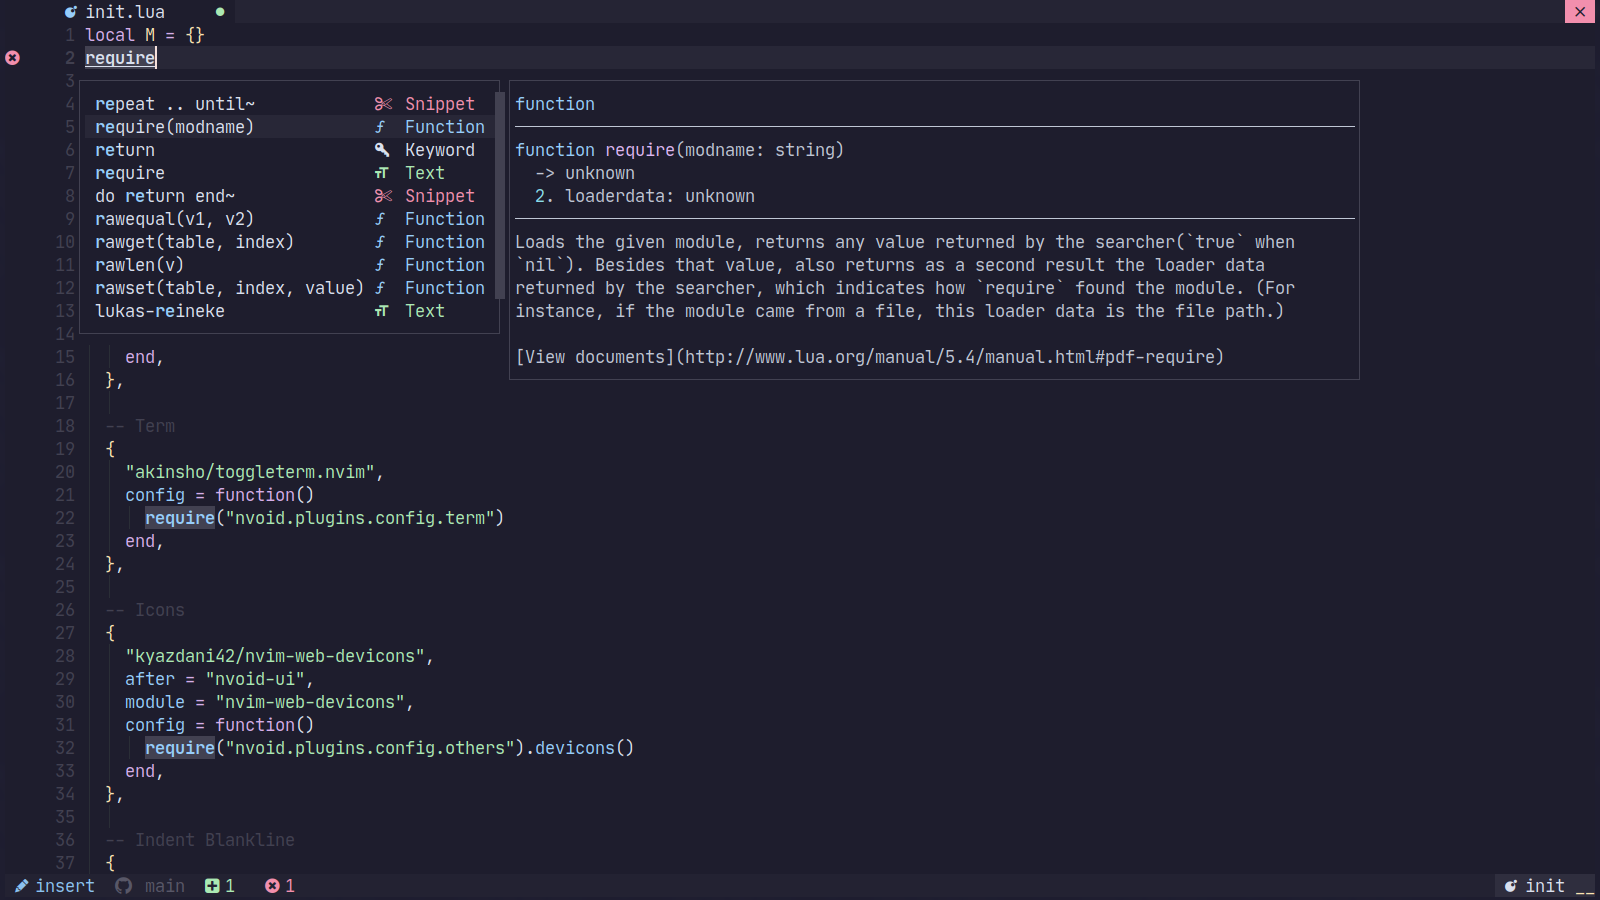 init.lua
1 local M = {}
2 require
3
4 repeat .. until~ Snippet
5 require(modname) Function
6 return Keyword
7 require Text
8 do return end~ Snippet
9 rawequal(v1, v2) Function
10 rawget(table, index) Function
11 rawlen(v) Function
12 rawset(table, index, value) Function
13 lukas-reineke Text
14
function
function require(modname: string)
-> unknown
2. loaderdata: unknown
Loads the given module, returns any value returned by the searcher(`true` when
`nil`). Besides that value, also returns as a second result the loader data
returned by the searcher, which indicates how `require` found the module. (For
instance, if the module came from a file, this loader data is the file path.)
[View documents](http://www.lua.org/manual/5.4/manual.html#pdf-require)
15 end,
16 },
17
18 -- Term
19 {
20 "akinsho/toggleterm.nvim",
21 config = function()
22 require("nvoid.plugins.config.term")
23 end,
24 },
25
26 -- Icons
27 {
28 "kyazdani42/nvim-web-devicons",
29 after = "nvoid-ui",
30 module = "nvim-web-devicons",
31 config = function()
32 require("nvoid.plugins.config.others").devicons()
33 end,
34 },
35
36 -- Indent Blankline
37 {
insert main 1 1 init __